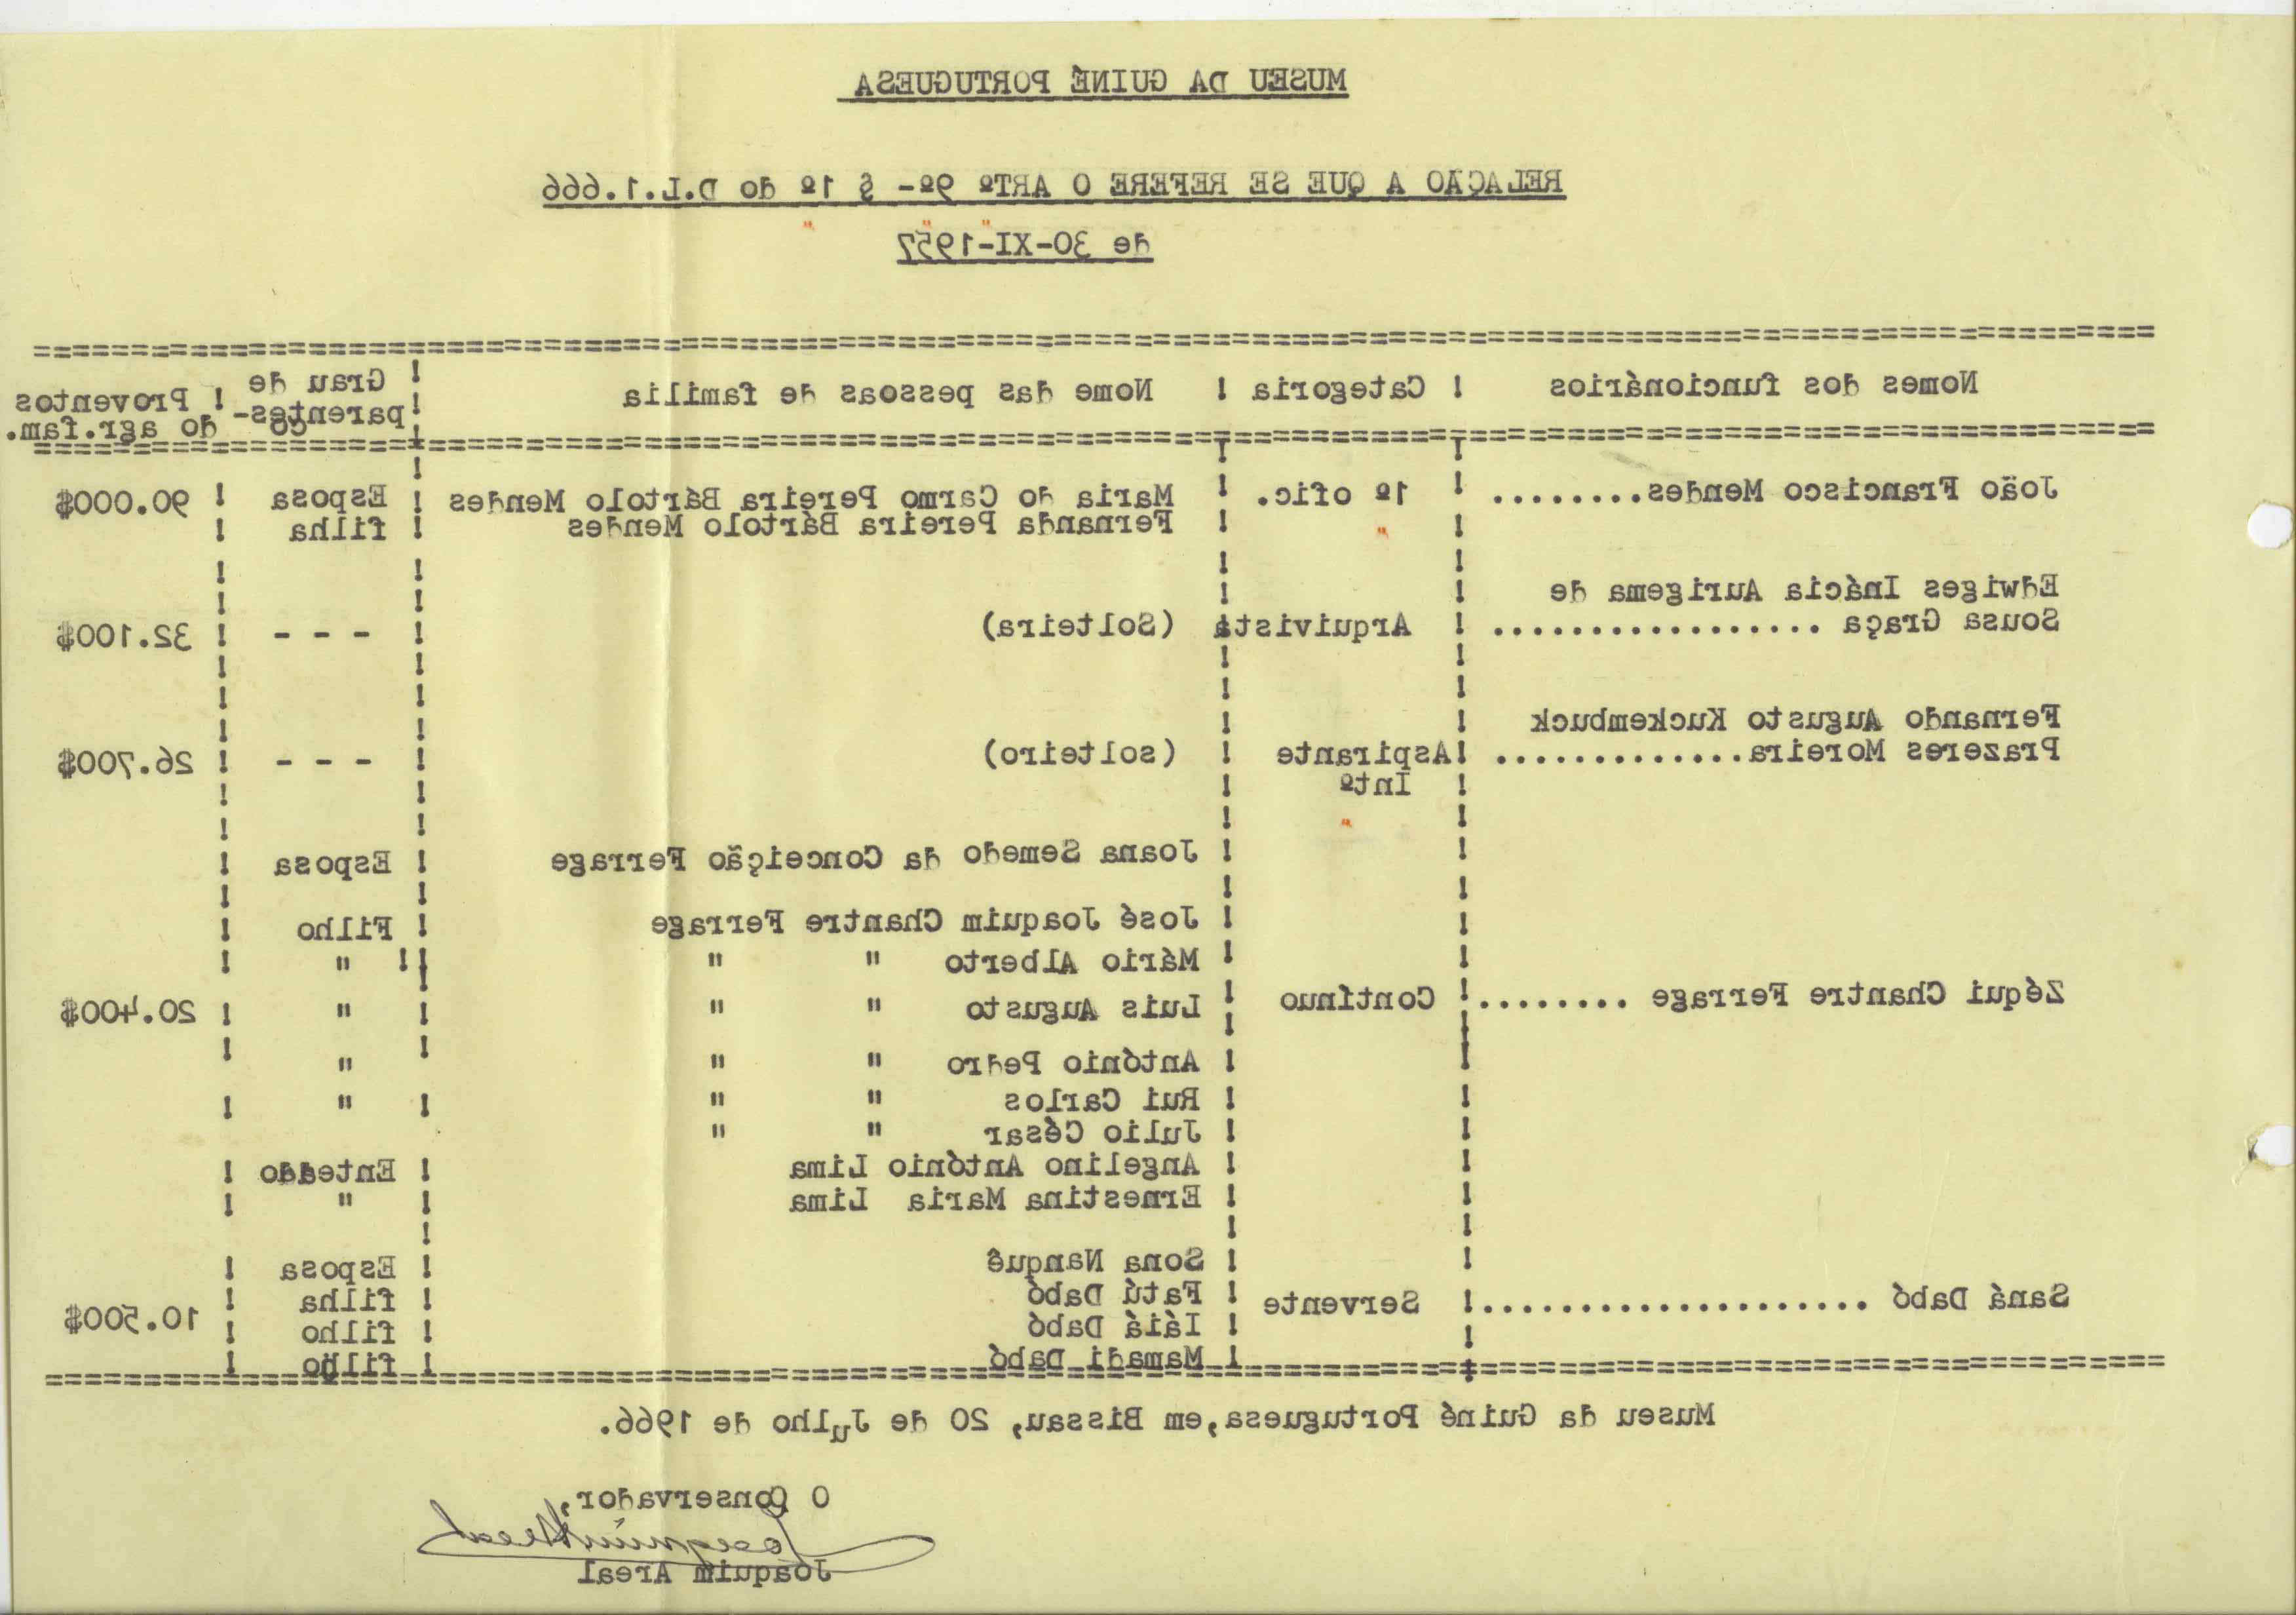 MUSEU DA GUINÉ PORTUGUESA
RELAÇÃO A QUE SE REFERE O ARTº 9º- § 1º do D.L.1.666
de 30-XI-1957
Nomes dos funcionários ! Categoria ! Nome das pessoas de familia ! Grau de parentes-co ! Proventos do agr.fam.
João Francisco Mendes........ ! 1º ofic. ! Maria do Carmo Pereira Bártolo Mendes ! Esposa ! 90.000$
! " ! Fernanda Pereira Bártolo Mendes ! filha !
Edwiges Inácia Aurigema de
Sousa Graça ................. ! Arquivista (Solteira) ! - - - ! 32.100$
Fernando Augusto Kuckembuck
Prazeres Moreira............. !Aspirante ! (solteiro) ! - - - ! 26.700$
! Intº !
"
! Joana Semedo da Conceição Ferrage ! Esposa !
! José Joaquim Chantre Ferrage ! Filho !
! Mário Alberto " " ! " !
Zéqui Chantre Ferrage ........! Contínuo ! Luis Augusto " " ! " ! 20.400$
! António Pedro " " "
! Rui Carlos " " ! " !
! Julio César " "
! Angelino António Lima ! Enteado !
! Ernestina Maria Lima ! " !
! Sona Nanquê ! Esposa !
Saná Dabó ....................! Servente ! Fatú Dabó ! filha ! 10.500$
! Iáiá Dabó ! filho !
! Mamadi Dabó ! filho !
Museu da Guiné Portuguesa,em Bissau, 20 de Julho de 1966.
O Conservador,
Joaquim Areal
Joaquim Areal